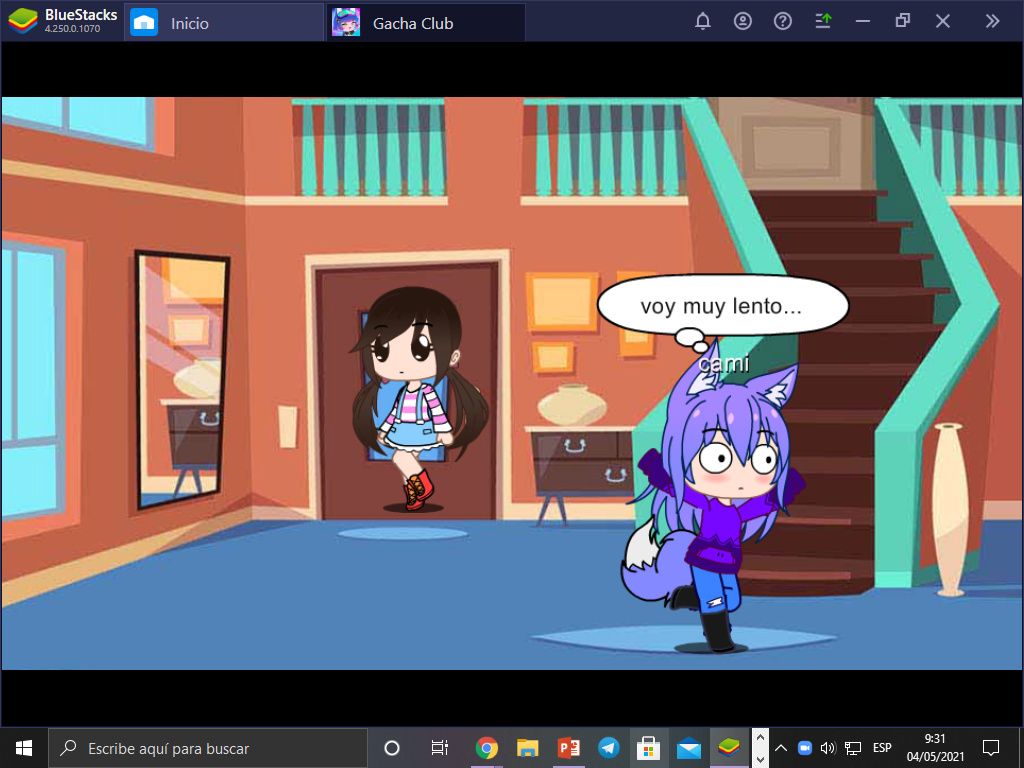 BlueStacks
4.250.0.1070
Inicio
Gacha Club
voy muy lento...
cami
Escribe aquí para buscar
ESP
9:31
04/05/2021